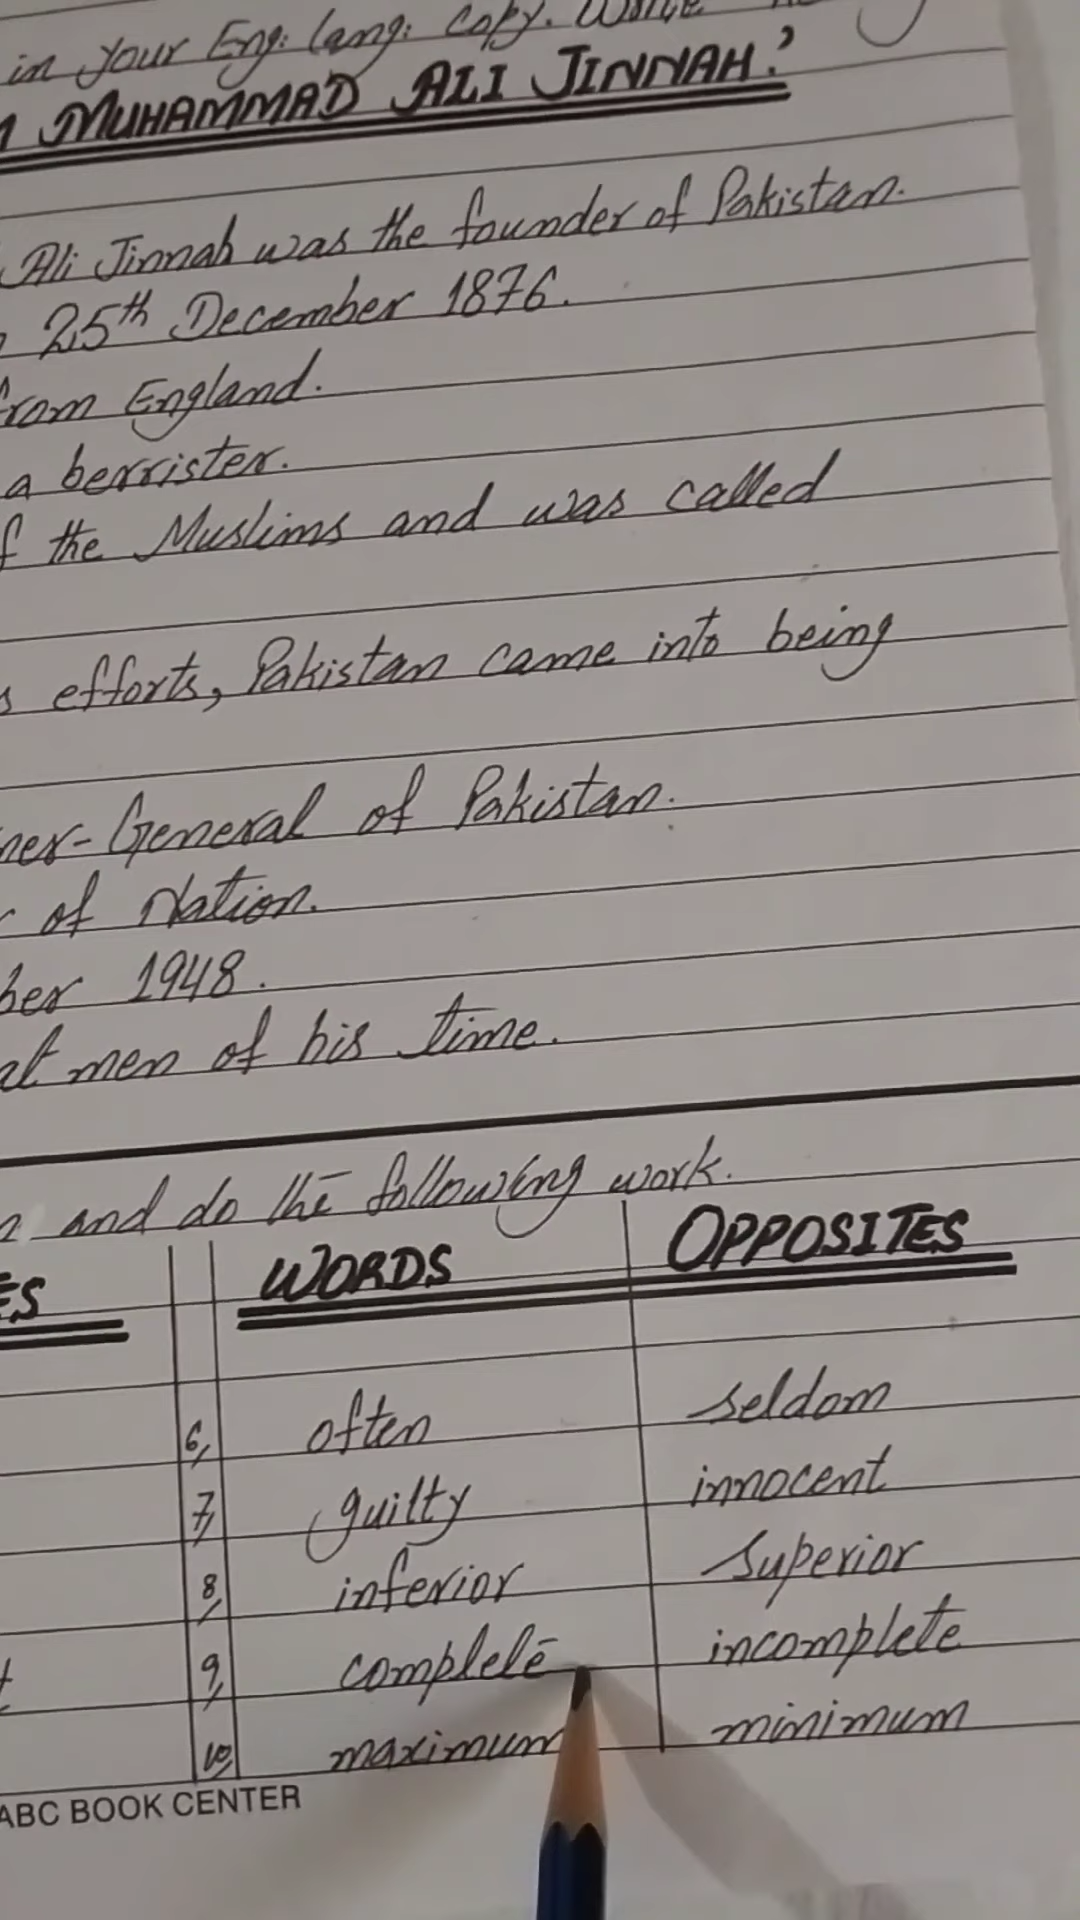 in your Eng: lang: copy. Write
MUHAMMAD ALI JINNAH.'
Ali Jinnah was the founder of Pakistan.
25th December 1876.
from England.
a berrister.
f the Muslims and was called
s efforts, Pakistan came into being
ner-General of Pakistan.
of Nation.
ber 1948.
at men of his time.
n and do the following work.
ES WORDS OPPOSITES
6, often seldom
7, guilty innocent
8, inferior superior
t 9, complete incomplete
10, maximum minimum
ABC BOOK CENTER